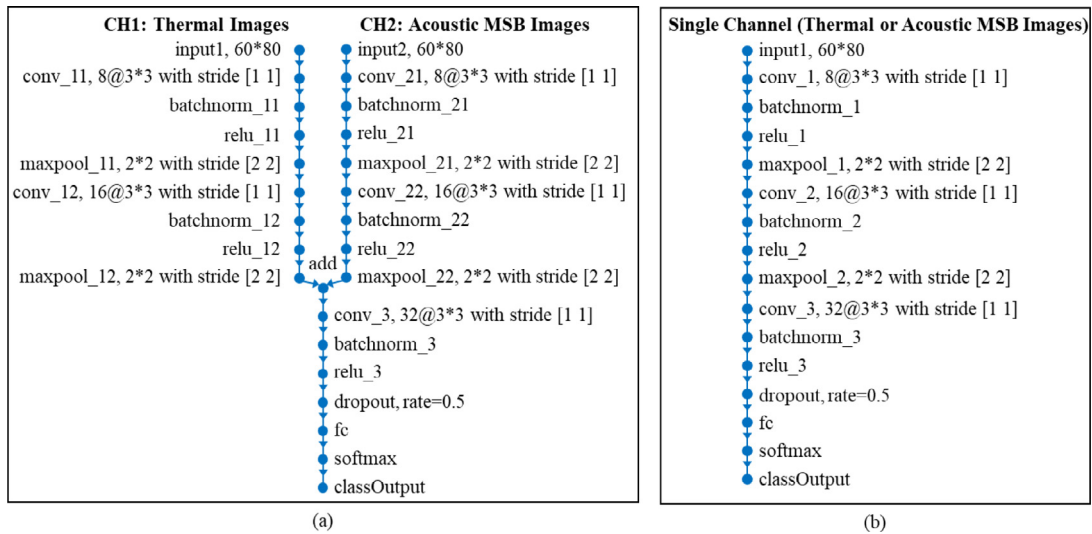 CH1: Thermal Images
input1, 60*80
conv_11, 8@3*3 with stride [1 1]
batchnorm_11
relu_11
maxpool_11, 2*2 with stride [2 2]
conv_12, 16@3*3 with stride [1 1]
batchnorm_12
relu_12
maxpool_12, 2*2 with stride [2 2]
CH2: Acoustic MSB Images
input2, 60*80
conv_21, 8@3*3 with stride [1 1]
batchnorm_21
relu_21
maxpool_21, 2*2 with stride [2 2]
conv_22, 16@3*3 with stride [1 1]
batchnorm_22
relu_22
maxpool_22, 2*2 with stride [2 2]
add
conv_3, 32@3*3 with stride [1 1]
batchnorm_3
relu_3
dropout, rate=0.5
fc
softmax
classOutput
(a)
Single Channel (Thermal or Acoustic MSB Images)
input1, 60*80
conv_1, 8@3*3 with stride [1 1]
batchnorm_1
relu_1
maxpool_1, 2*2 with stride [2 2]
conv_2, 16@3*3 with stride [1 1]
batchnorm_2
relu_2
maxpool_2, 2*2 with stride [2 2]
conv_3, 32@3*3 with stride [1 1]
batchnorm_3
relu_3
dropout, rate=0.5
fc
softmax
classOutput
(b)